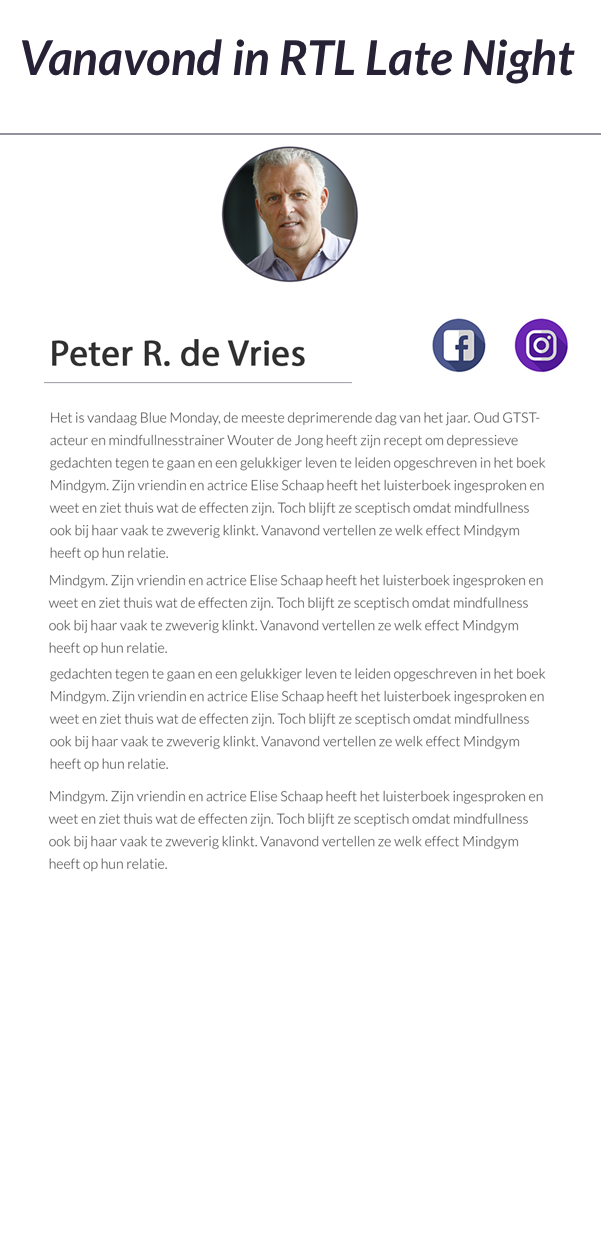 Vanavond in RTL Late Night
Peter R. de Vries
Het is vandaag Blue Monday, de meeste deprimerende dag van het jaar. Oud GTST-
acteur en mindfullnesstrainer Wouter de Jong heeft zijn recept om depressieve
gedachten tegen te gaan en een gelukkiger leven te leiden opgeschreven in het boek
Mindgym. Zijn vriendin en actrice Elise Schaap heeft het luisterboek ingesproken en
weet en ziet thuis wat de effecten zijn. Toch blijft ze sceptisch omdat mindfullness
ook bij haar vaak te zweverig klinkt. Vanavond vertellen ze welk effect Mindgym
heeft op hun relatie.
Mindgym. Zijn vriendin en actrice Elise Schaap heeft het luisterboek ingesproken en
weet en ziet thuis wat de effecten zijn. Toch blijft ze sceptisch omdat mindfullness
ook bij haar vaak te zweverig klinkt. Vanavond vertellen ze welk effect Mindgym
heeft op hun relatie.
gedachten tegen te gaan en een gelukkiger leven te leiden opgeschreven in het boek
Mindgym. Zijn vriendin en actrice Elise Schaap heeft het luisterboek ingesproken en
weet en ziet thuis wat de effecten zijn. Toch blijft ze sceptisch omdat mindfullness
ook bij haar vaak te zweverig klinkt. Vanavond vertellen ze welk effect Mindgym
heeft op hun relatie.
Mindgym. Zijn vriendin en actrice Elise Schaap heeft het luisterboek ingesproken en
weet en ziet thuis wat de effecten zijn. Toch blijft ze sceptisch omdat mindfullness
ook bij haar vaak te zweverig klinkt. Vanavond vertellen ze welk effect Mindgym
heeft op hun relatie.